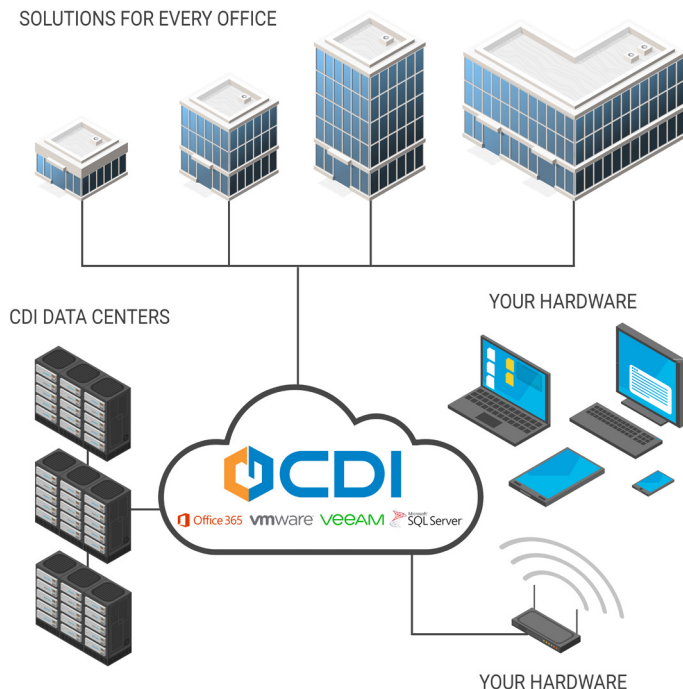 SOLUTIONS FOR EVERY OFFICE
CDI DATA CENTERS
YOUR HARDWARE
CDI
Office 365 vmware veeam Microsoft SQL Server
YOUR HARDWARE